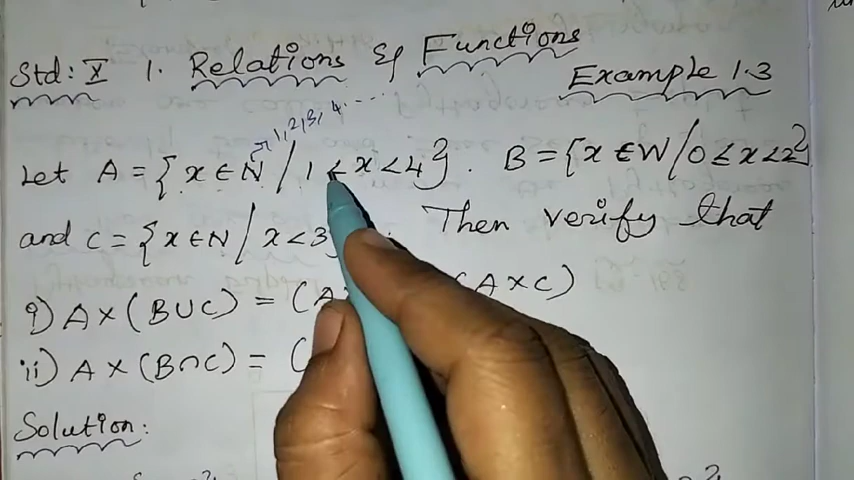 Std: X 1. Relations & Functions
Example 1.3
1, 2, 3, 4 . . . .
Let A = { x ∈ N / 1 < x < 4 } . B = { x ∈ W / 0 ≤ x < 2 }
and C = { x ∈ N / x < 3 } . Then verify that
i) A × (B ∪ C) = (A × C)
ii) A × (B ∩ C) = (
Solution: